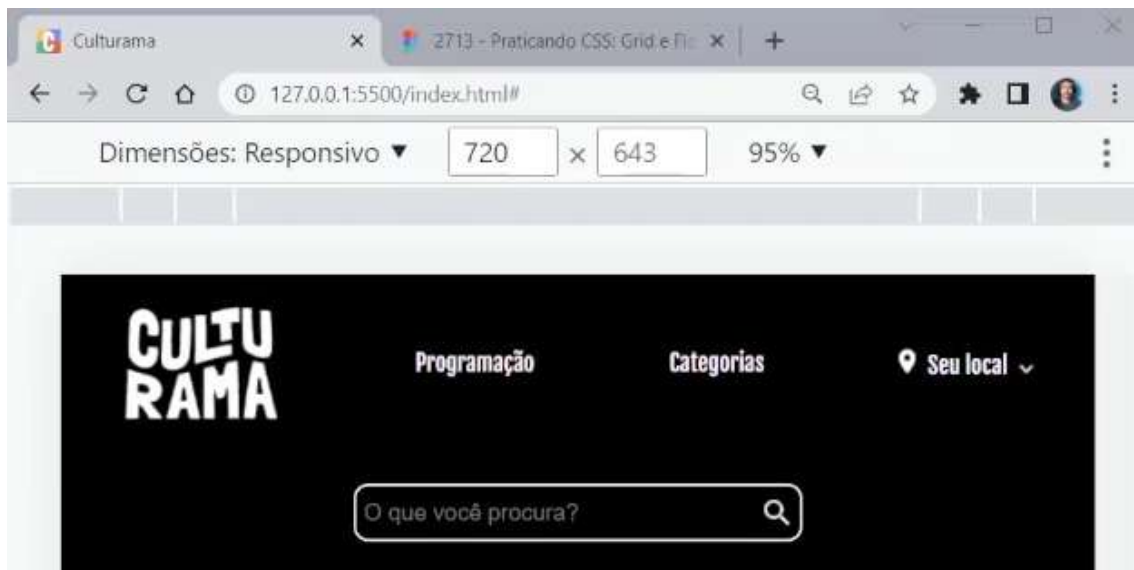 Culturama
2713 - Praticando CSS: Grid e
127.0.0.1:5500/index.html#
Dimensões: Responsivo 720 × 643 95%
CULTU
RAMA
Programação Categorias Seu local
O que você procura?